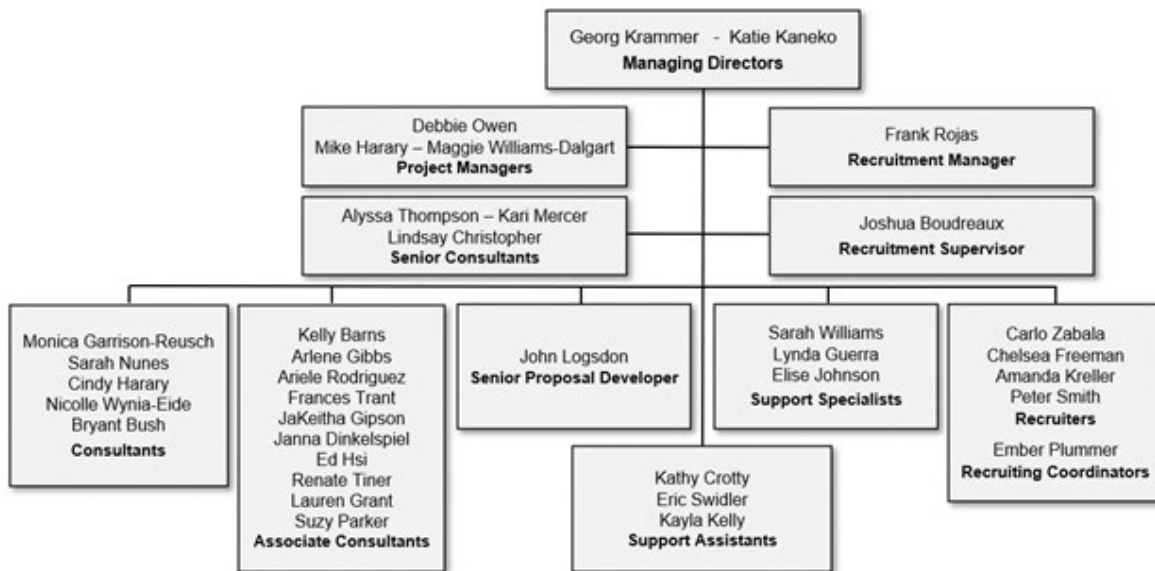 Georg Krammer - Katie Kaneko
Managing Directors
Debbie Owen
Mike Harary – Maggie Williams-Dalgart
Project Managers
Frank Rojas
Recruitment Manager
Alyssa Thompson – Kari Mercer
Lindsay Christopher
Senior Consultants
Joshua Boudreaux
Recruitment Supervisor
Monica Garrison-Reusch
Sarah Nunes
Cindy Harary
Nicolle Wynia-Eide
Bryant Bush
Consultants
Kelly Barns
Arlene Gibbs
Ariele Rodriguez
Frances Trant
JaKeitha Gipson
Janna Dinkelspiel
Ed Hsi
Renate Tiner
Lauren Grant
Suzy Parker
Associate Consultants
John Logsdon
Senior Proposal Developer
Sarah Williams
Lynda Guerra
Elise Johnson
Support Specialists
Carlo Zabala
Chelsea Freeman
Amanda Kreller
Peter Smith
Recruiters
Ember Plummer
Recruiting Coordinators
Kathy Crotty
Eric Swidler
Kayla Kelly
Support Assistants